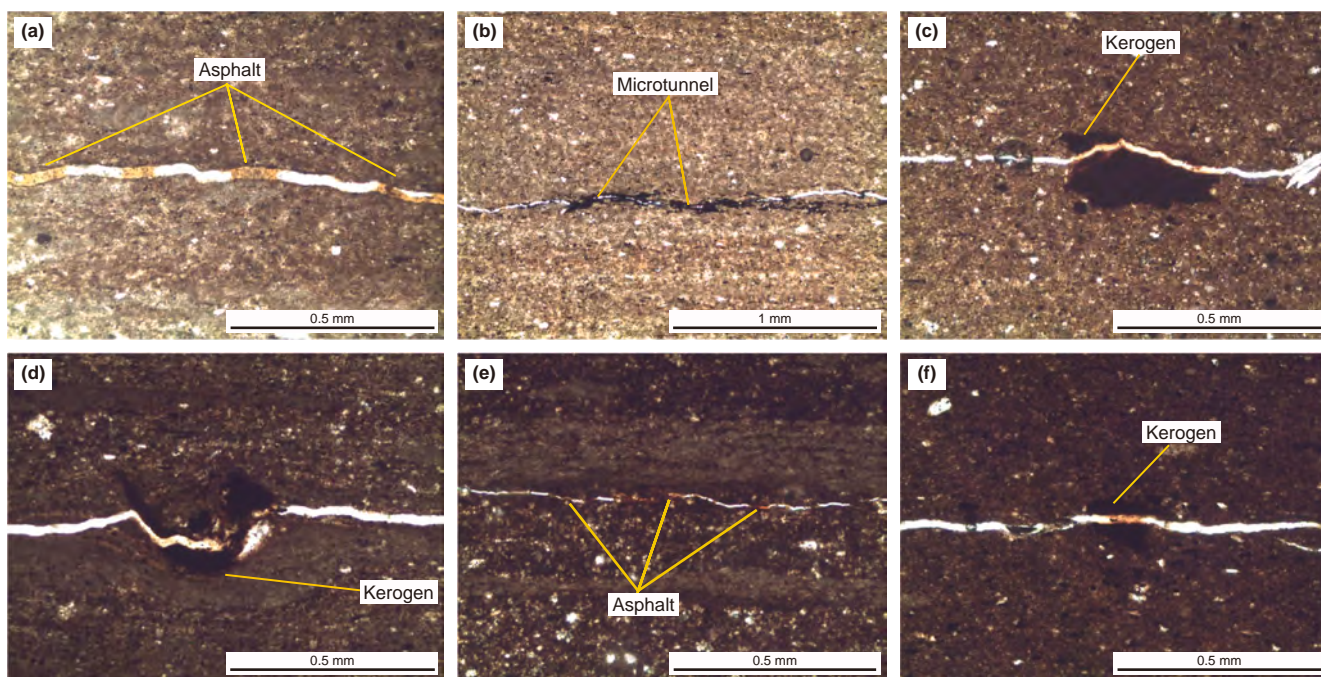 (a)
Asphalt
0.5 mm
(b)
Microtunnel
1 mm
(c)
Kerogen
0.5 mm
(d)
Kerogen
0.5 mm
(e)
Asphalt
0.5 mm
(f)
Kerogen
0.5 mm